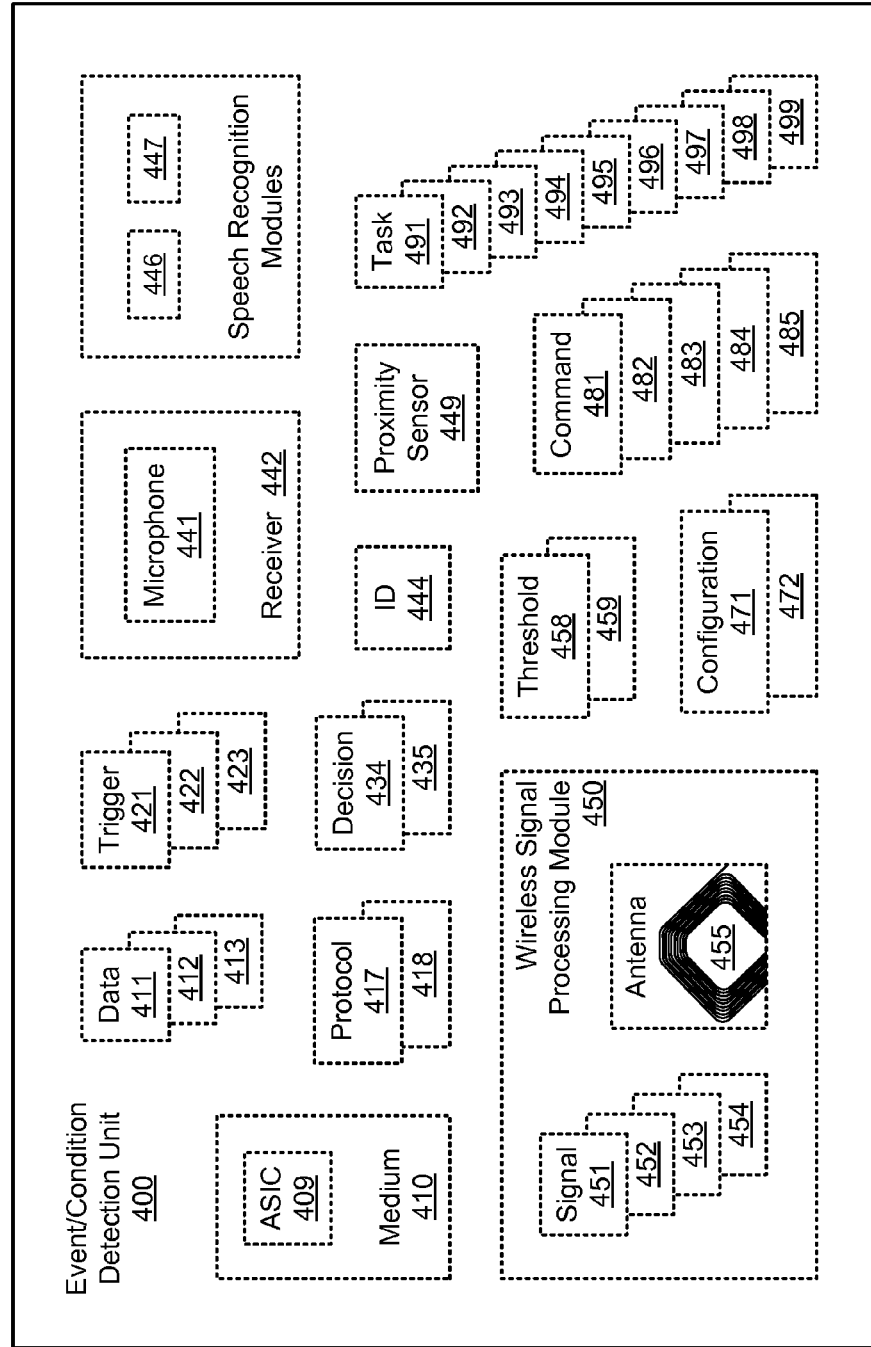 Event/Condition
Detection Unit
400
ASIC
409
Medium
410
Data
411
412
413
Trigger
421
422
423
Protocol
417
418
Decision
434
435
Microphone
441
Receiver 442
446
447
Speech Recognition
Modules
ID
444
Proximity
Sensor
449
Task
491
492
493
494
495
496
497
498
499
Signal
451
452
453
454
Wireless Signal
Processing Module
450
Antenna
455
Threshold
458
459
Configuration
471
472
Command
481
482
483
484
485